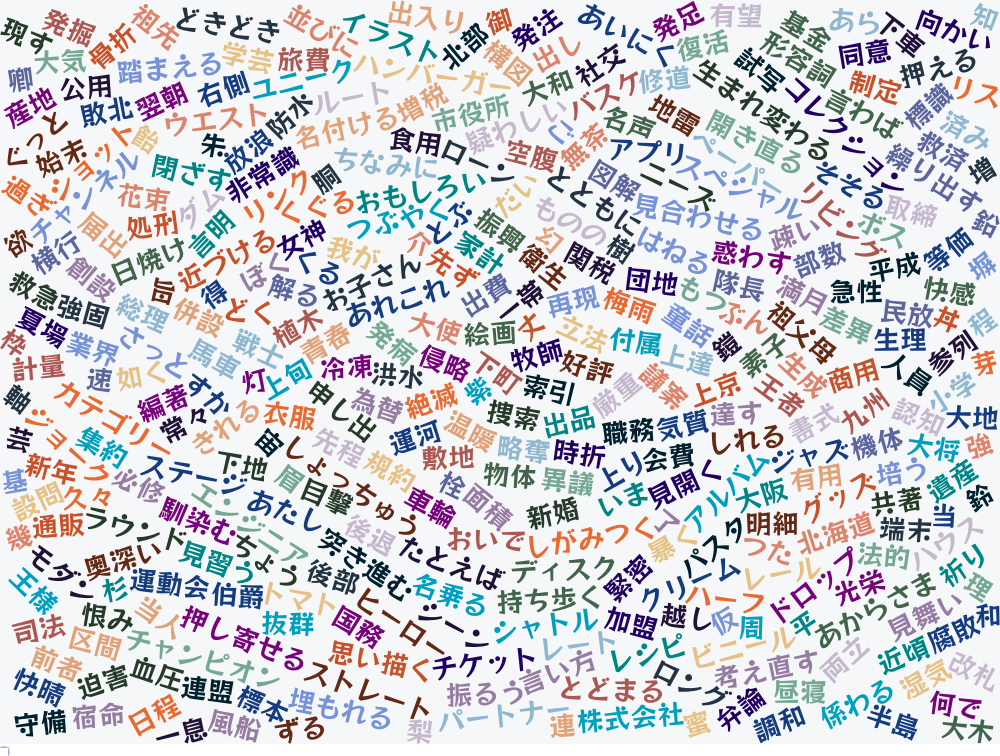 現す
発掘
骨折
祖先
どきどき
並びに
イラスト
出入り
北部
御
発注
あいにく
発足
有望
復活
基金
形容詞
あら
下車
同意
向かい
知
卿
大気
踏まえる
学芸
旅費
ハンバーガー
横図
出し
社交
修道
試写
コレクション
制定
押える
リス
産地
公用
敗北
翌朝
右側
ユニーク
ルート
大和
バスケ
生まれ変わる
言わば
済み
ぐっと
始末
ショット
飴
ウエスト
朱
放浪
防水
名付ける
増税
市役所
疑わしい
地雷
名声
開き直る
救済
増
閉ざす
非常識
ちなみに
食用
ローン
空腹
無茶
アプリ
ペーパー
スペシャル
そそる
繰り出す
過ぎ
チャンネル
花束
ダム
リンク
くぐる
胴
おもしろい
つぶやく
だい
とともに
図解
ニーズ
見合わせる
リビング
ボス
取締
鉛
欲
横行
届出
処刑
言明
近づける
女神
我が
介
家計
振興
幻
ものの
樹
はねる
惑わす
疎い
部数
等価
堀
創設
日焼け
旨
ぼく
くる
お子さん
先ず
衛生
関税
団地
隊長
満月
平成
急性
快感
救急
強固
総理
併設
得
どく
解る
あれこれ
出費
一帯
再現
梅雨
もつ
童話
ぶん
祖父母
差異
民放
丼
程
夏場
枠
業界
さっと
馬車
戦士
植木
青春
発病
大使
絵画
丈
立法
付属
上達
鎧
素子
生成
生理
参列
芽
計量
速
如く
すか
灯
上旬
冷凍
洪水
侵略
下町
牧師
好評
厳重
議案
上京
王者
商用
人員
小学
軸
カテゴリー
編著
常々
それる
衣服
申し出
為替
絶滅
紫
索引
捜索
出品
職務
気質
達す
書式
九州
認知
大地
芸
ジョーク
集約
ステージ
下地
宙
しょっちゅう
先程
運河
温暖
略奪
時折
上り
会費
しれる
ジャズ
機体
大将
強
基
新年
久々
設問
必修
エンジニア
あたし
眉
目撃
規約
敷地
栓
面積
物体
異議
いま
見開く
アルバム
大阪
有用
グッズ
培う
遺産
鈴
幾
通販
ラウンド
馴染む
ちょう
後退
車輪
おいで
新婚
しがみつく
暴く
パスタ
明細
北海道
共著
端末
当
モダン
奥深い
見習う
突き進む
たとえば
ディスク
緊密
クリーム
つた
レール
ドロップ
法的
ハウス
王様
杉
運動会
伯爵
トマト
後部
名乗る
持ち歩く
ハーフ
光栄
祈り
理
恨み
当人
押し寄せる
抜群
国務
ヒーロー
ジーン
シャトル
加盟
越し
仮
周
平
あからさま
見舞い
司法
区間
チャンピオン
思い描く
チケット
レート
レシピ
ビニール
近頃
腐敗
和
前者
迫害
血圧
連盟
標本
ストレート
振るう
言い方
とどまる
ロング
考え直す
両立
湿気
改札
快晴
守備
宿命
日程
一息
風船
ずる
埋もれる
梨
パートナー
連
株式会社
蜜
弁論
調和
昼寝
係わる
半島
何で
大木